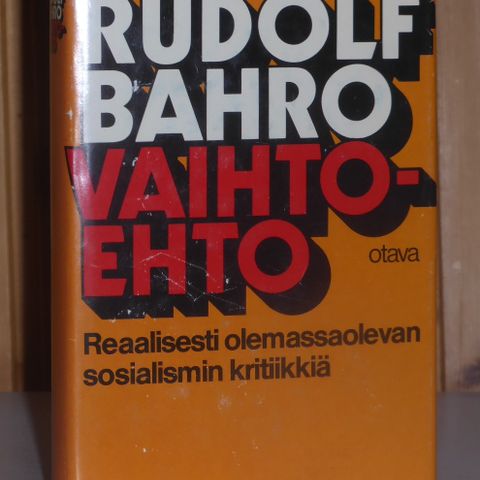 RUDOLF
BAHRO
VAIHTO-
EHTO
otava
Reaalisesti olemassaolevan
sosialismin kritiikkiä